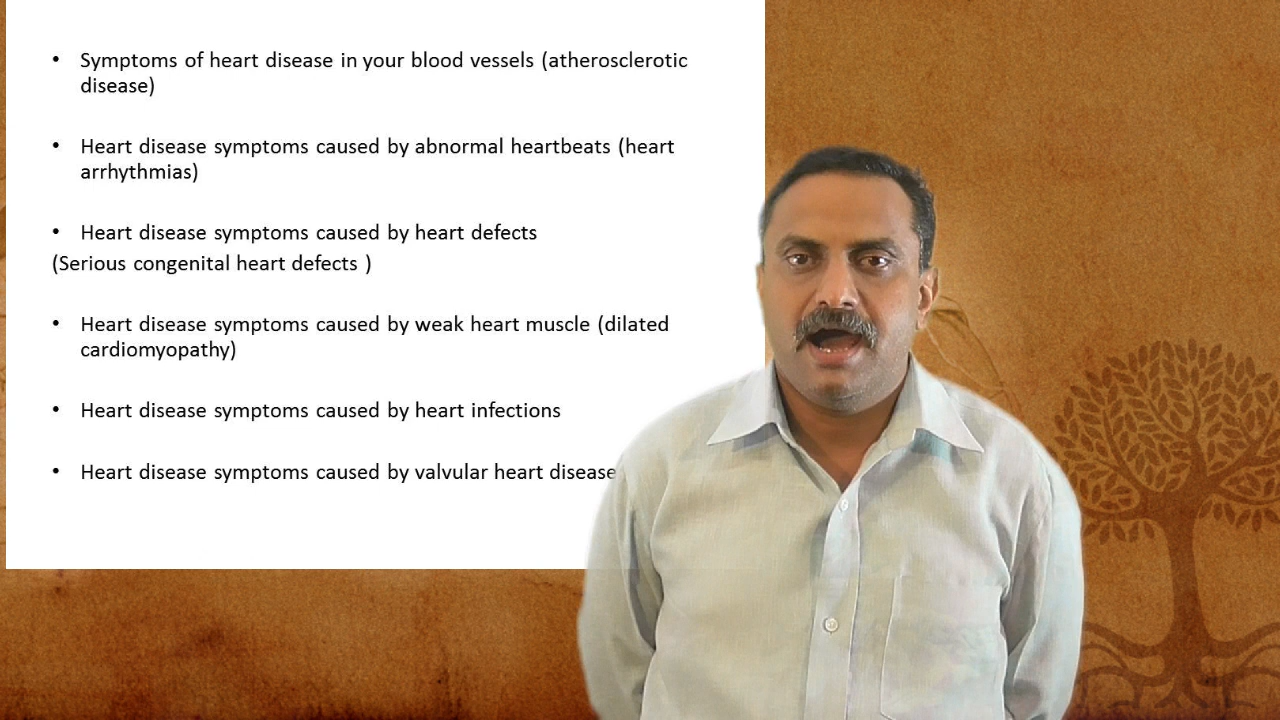 • Symptoms of heart disease in your blood vessels (atherosclerotic
disease)
• Heart disease symptoms caused by abnormal heartbeats (heart
arrhythmias)
• Heart disease symptoms caused by heart defects
(Serious congenital heart defects )
• Heart disease symptoms caused by weak heart muscle (dilated
cardiomyopathy)
• Heart disease symptoms caused by heart infections
• Heart disease symptoms caused by valvular heart disease